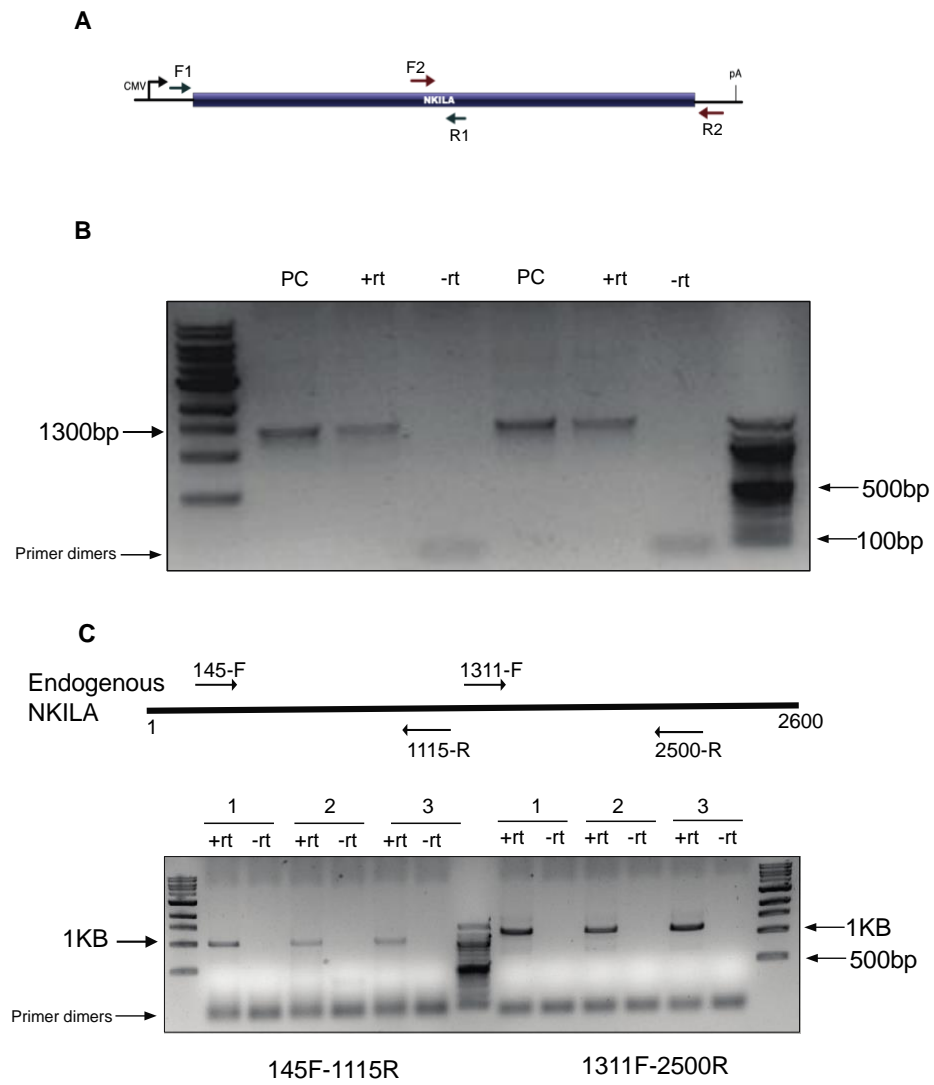 A
CMV F1 F2 pA
NKILA
R1 R2
B
PC +rt -rt PC +rt -rt
1300bp
500bp
Primer dimers
100bp
C
145-F 1311-F
Endogenous
NKILA
1 2600
1115-R 2500-R
1 2 3 1 2 3
+rt -rt +rt -rt +rt -rt +rt -rt +rt -rt +rt -rt
1KB 1KB
500bp
Primer dimers
145F-1115R 1311F-2500R